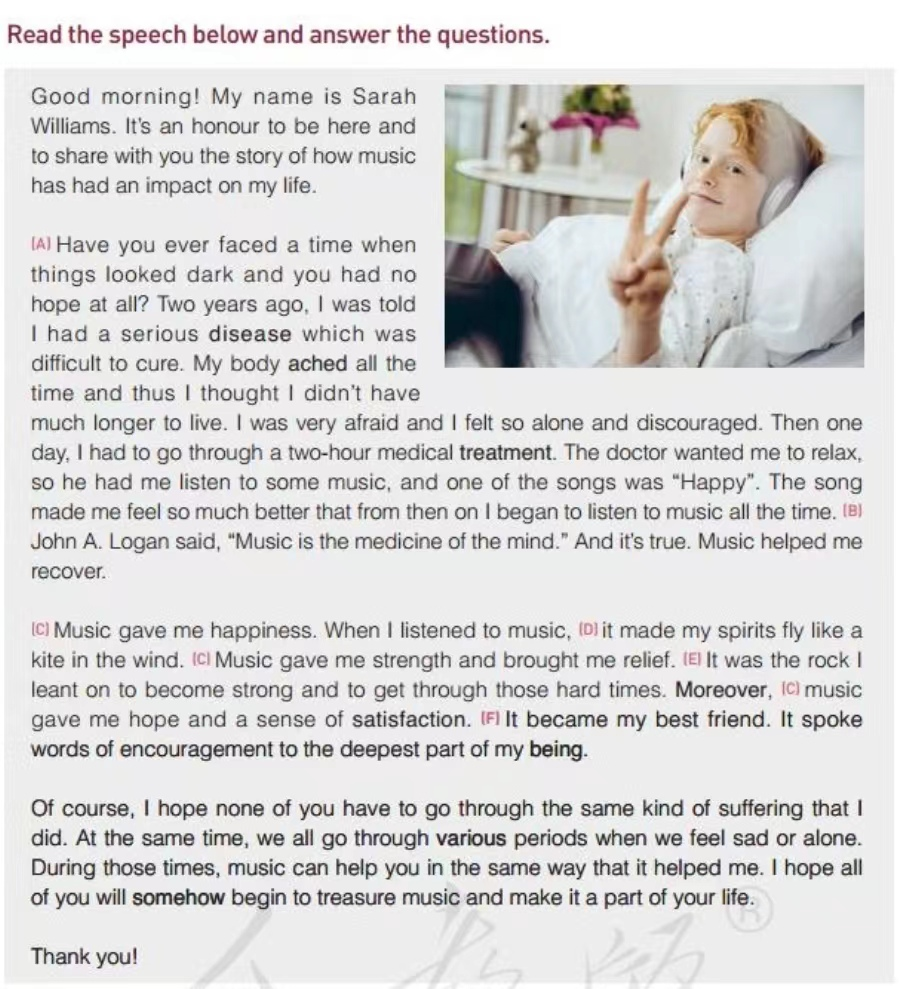 Read the speech below and answer the questions.
Good morning! My name is Sarah
Williams. It's an honour to be here and
to share with you the story of how music
has had an impact on my life.
[A] Have you ever faced a time when
things looked dark and you had no
hope at all? Two years ago, I was told
I had a serious disease which was
difficult to cure. My body ached all the
time and thus I thought I didn't have
much longer to live. I was very afraid and I felt so alone and discouraged. Then one
day, I had to go through a two-hour medical treatment. The doctor wanted me to relax,
so he had me listen to some music, and one of the songs was “Happy”. The song
made me feel so much better that from then on I began to listen to music all the time. [B]
John A. Logan said, “Music is the medicine of the mind.” And it's true. Music helped me
recover.
[C] Music gave me happiness. When I listened to music, [D] it made my spirits fly like a
kite in the wind. [C] Music gave me strength and brought me relief. [E] It was the rock I
leant on to become strong and to get through those hard times. Moreover, [C] music
gave me hope and a sense of satisfaction. [F] It became my best friend. It spoke
words of encouragement to the deepest part of my being.
Of course, I hope none of you have to go through the same kind of suffering that I
did. At the same time, we all go through various periods when we feel sad or alone.
During those times, music can help you in the same way that it helped me. I hope all
of you will somehow begin to treasure music and make it a part of your life.
Thank you!
人教版®